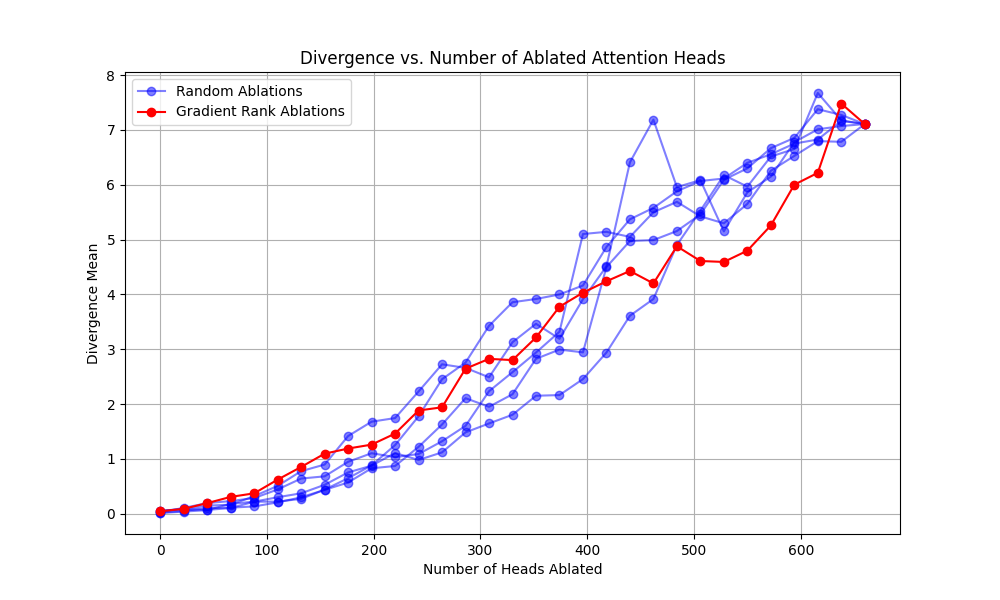 Divergence vs. Number of Ablated Attention Heads
Random Ablations
Gradient Rank Ablations
Divergence Mean
8
7
6
5
4
3
2
1
0
0 100 200 300 400 500 600
Number of Heads Ablated